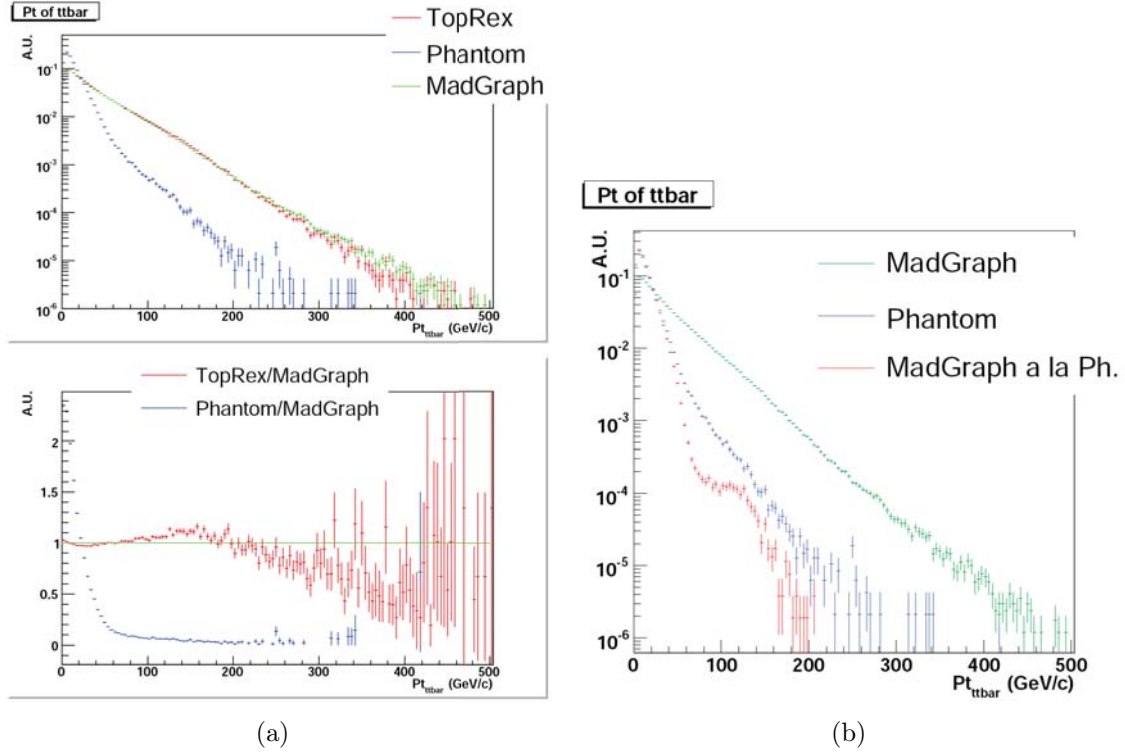 Pt of ttbar
A.U.
TopRex
Phantom
MadGraph
10-1
10-2
10-3
10-4
10-5
10-6
0 100 200 300 400 500
Ptttbar (GeV/c)
TopRex/MadGraph
Phantom/MadGraph
A.U.
2
1.5
1
0.5
0
0 100 200 300 400 500
Ptttbar (GeV/c)
(a)
Pt of ttbar
A.U.
MadGraph
Phantom
MadGraph a la Ph.
10-1
10-2
10-3
10-4
10-5
10-6
0 100 200 300 400 500
Ptttbar (GeV/c)
(b)